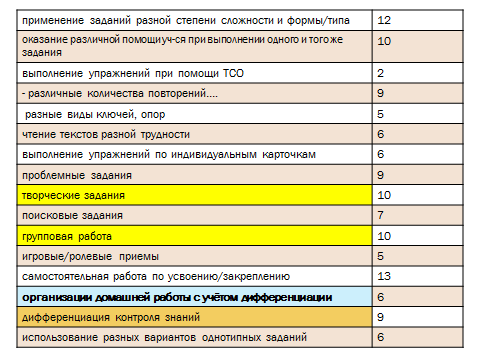 применение заданий разной степени сложности и формы/типа 12
оказание различной помощи уч-ся при выполнении одного и того же 10
задания
выполнение упражнений при помощи ТСО 2
- различные количества повторений.... 9
разные виды ключей, опор 5
чтение текстов разной трудности 6
выполнение упражнений по индивидуальным карточкам 6
проблемные задания 9
творческие задания 10
поисковые задания 7
групповая работа 10
игровые/ролевые приемы 5
самостоятельная работа по усвоению/закреплению 13
организации домашней работы с учётом дифференциации 6
дифференциация контроля знаний 9
использование разных вариантов однотипных заданий 6